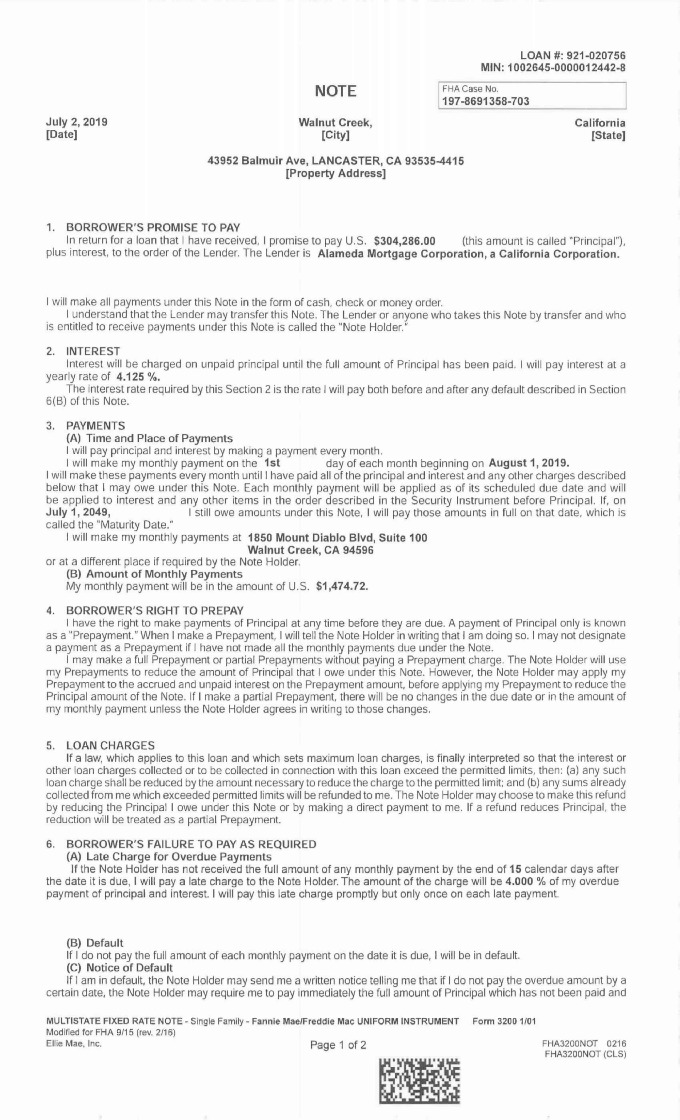 LOAN #: 921-020756
MIN: 1002645-0000012442-8
NOTE
FHA Case No.
197-8691358-703
July 2, 2019
[Date]
Walnut Creek,
[City]
California
[State]
43952 Balmuir Ave, LANCASTER, CA 93535-4415
[Property Address]
1. BORROWER'S PROMISE TO PAY
In return for a loan that I have received, I promise to pay U.S. $304,286.00 (this amount is called "Principal"),
plus interest, to the order of the Lender. The Lender is Alameda Mortgage Corporation, a California Corporation.
I will make all payments under this Note in the form of cash, check or money order.
I understand that the Lender may transfer this Note. The Lender or anyone who takes this Note by transfer and who
is entitled to receive payments under this Note is called the "Note Holder."
2. INTEREST
Interest will be charged on unpaid principal until the full amount of Principal has been paid. I will pay interest at a
yearly rate of 4.125 %.
The interest rate required by this Section 2 is the rate I will pay both before and after any default described in Section
6(B) of this Note.
3. PAYMENTS
(A) Time and Place of Payments
I will pay principal and interest by making a payment every month.
I will make my monthly payment on the 1st day of each month beginning on August 1, 2019.
I will make these payments every month until I have paid all of the principal and interest and any other charges described
below that I may owe under this Note. Each monthly payment will be applied as of its scheduled due date and will
be applied to interest and any other items in the order described in the Security Instrument before Principal. If, on
July 1, 2049, I still owe amounts under this Note, I will pay those amounts in full on that date, which is
called the "Maturity Date."
I will make my monthly payments at 1850 Mount Diablo Blvd, Suite 100
Walnut Creek, CA 94596
or at a different place if required by the Note Holder.
(B) Amount of Monthly Payments
My monthly payment will be in the amount of U.S. $1,474.72.
4. BORROWER'S RIGHT TO PREPAY
I have the right to make payments of Principal at any time before they are due. A payment of Principal only is known
as a "Prepayment." When I make a Prepayment, I will tell the Note Holder in writing that I am doing so. I may not designate
a payment as a Prepayment if I have not made all the monthly payments due under the Note.
I may make a full Prepayment or partial Prepayments without paying a Prepayment charge. The Note Holder will use
my Prepayments to reduce the amount of Principal that I owe under this Note. However, the Note Holder may apply my
Prepayment to the accrued and unpaid interest on the Prepayment amount, before applying my Prepayment to reduce the
Principal amount of the Note. If I make a partial Prepayment, there will be no changes in the due date or in the amount of
my monthly payment unless the Note Holder agrees in writing to those changes.
5. LOAN CHARGES
If a law, which applies to this loan and which sets maximum loan charges, is finally interpreted so that the interest or
other loan charges collected or to be collected in connection with this loan exceed the permitted limits, then: (a) any such
loan charge shall be reduced by the amount necessary to reduce the charge to the permitted limit; and (b) any sums already
collected from me which exceeded permitted limits will be refunded to me. The Note Holder may choose to make this refund
by reducing the Principal I owe under this Note or by making a direct payment to me. If a refund reduces Principal, the
reduction will be treated as a partial Prepayment.
6. BORROWER'S FAILURE TO PAY AS REQUIRED
(A) Late Charge for Overdue Payments
If the Note Holder has not received the full amount of any monthly payment by the end of 15 calendar days after
the date it is due, I will pay a late charge to the Note Holder. The amount of the charge will be 4.000 % of my overdue
payment of principal and interest. I will pay this late charge promptly but only once on each late payment.
(B) Default
If I do not pay the full amount of each monthly payment on the date it is due, I will be in default.
(C) Notice of Default
If I am in default, the Note Holder may send me a written notice telling me that if I do not pay the overdue amount by a
certain date, the Note Holder may require me to pay immediately the full amount of Principal which has not been paid and
MULTISTATE FIXED RATE NOTE - Single Family - Fannie Mae/Freddie Mac UNIFORM INSTRUMENT Form 3200 1/01
Modified for FHA 9/15 (rev. 2/16)
Ellie Mae, Inc.
Page 1 of 2
FHA3200NOT 0216
FHA3200NOT (CLS)